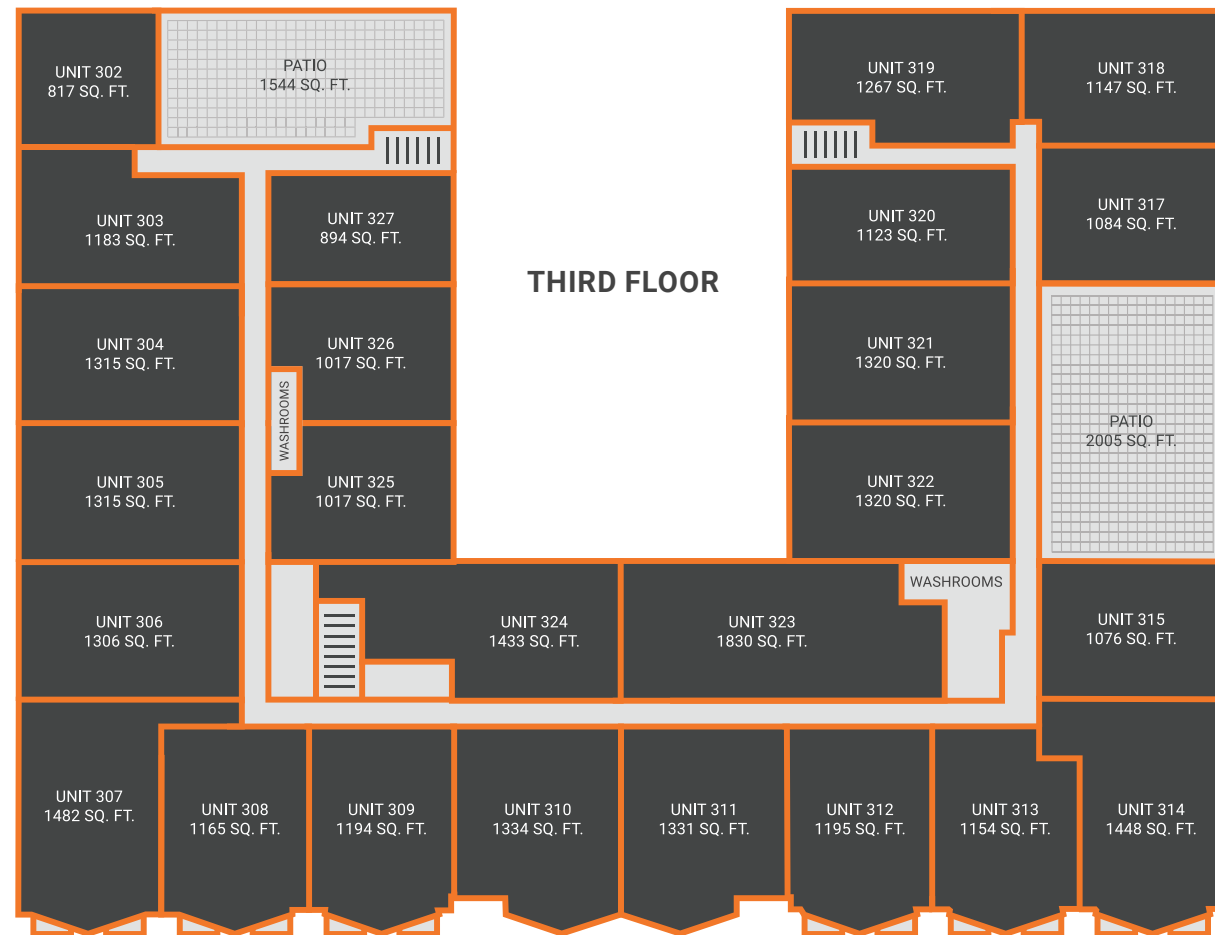 UNIT 302
817 SQ. FT.
PATIO
1544 SQ. FT.
UNIT 319
1267 SQ. FT.
UNIT 318
1147 SQ. FT.
UNIT 303
1183 SQ. FT.
UNIT 327
894 SQ. FT.
UNIT 320
1123 SQ. FT.
UNIT 317
1084 SQ. FT.
THIRD FLOOR
UNIT 304
1315 SQ. FT.
UNIT 326
1017 SQ. FT.
UNIT 321
1320 SQ. FT.
WASHROOMS
PATIO
2005 SQ. FT.
UNIT 305
1315 SQ. FT.
UNIT 325
1017 SQ. FT.
UNIT 322
1320 SQ. FT.
WASHROOMS
UNIT 306
1306 SQ. FT.
UNIT 324
1433 SQ. FT.
UNIT 323
1830 SQ. FT.
UNIT 315
1076 SQ. FT.
UNIT 307
1482 SQ. FT.
UNIT 308
1165 SQ. FT.
UNIT 309
1194 SQ. FT.
UNIT 310
1334 SQ. FT.
UNIT 311
1331 SQ. FT.
UNIT 312
1195 SQ. FT.
UNIT 313
1154 SQ. FT.
UNIT 314
1448 SQ. FT.